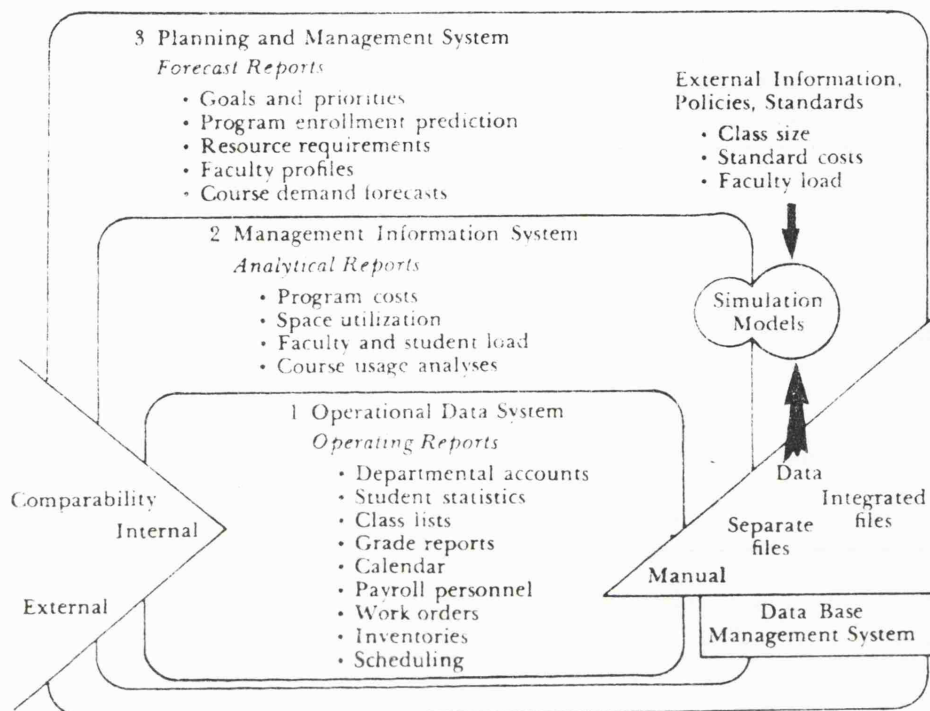 3 Planning and Management System
Forecast Reports
• Goals and priorities
• Program enrollment prediction
• Resource requirements
• Faculty profiles
• Course demand forecasts
External Information,
Policies, Standards
• Class size
• Standard costs
• Faculty load
2 Management Information System
Analytical Reports
• Program costs
• Space utilization
• Faculty and student load
• Course usage analyses
Simulation
Models
1 Operational Data System
Operating Reports
• Departmental accounts
• Student statistics
• Class lists
• Grade reports
• Calendar
• Payroll personnel
• Work orders
• Inventories
• Scheduling
Comparability
Internal
External
Data
Integrated
files
Separate
files
Manual
Data Base
Management System